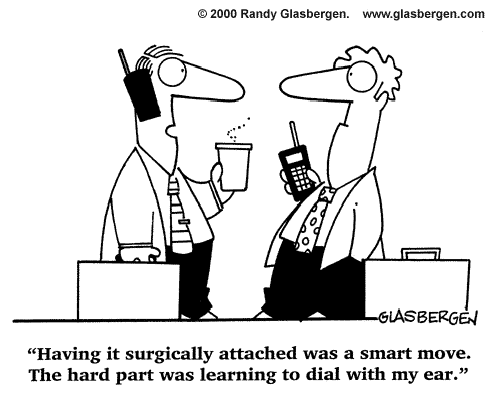 © 2000 Randy Glasbergen. www.glasbergen.com
GLASBERGEN
“Having it surgically attached was a smart move.
The hard part was learning to dial with my ear.”